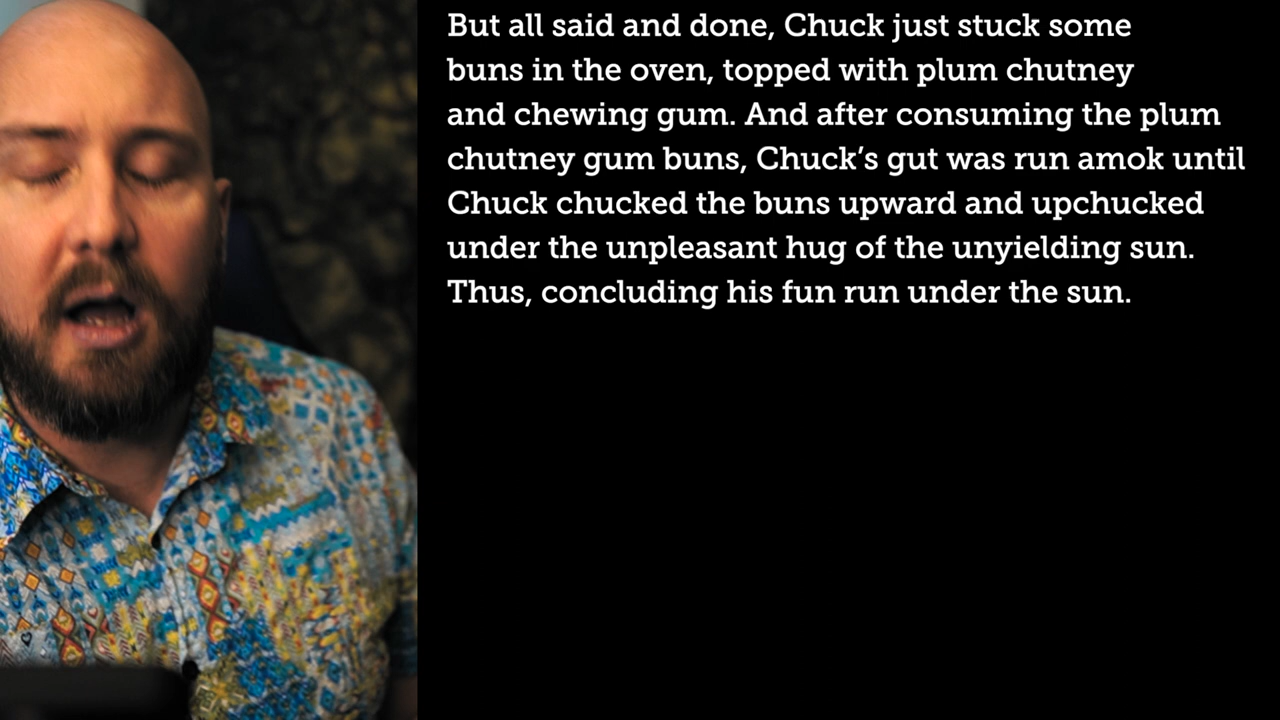 But all said and done, Chuck just stuck some
buns in the oven, topped with plum chutney
and chewing gum. And after consuming the plum
chutney gum buns, Chuck’s gut was run amok until
Chuck chucked the buns upward and upchucked
under the unpleasant hug of the unyielding sun.
Thus, concluding his fun run under the sun.